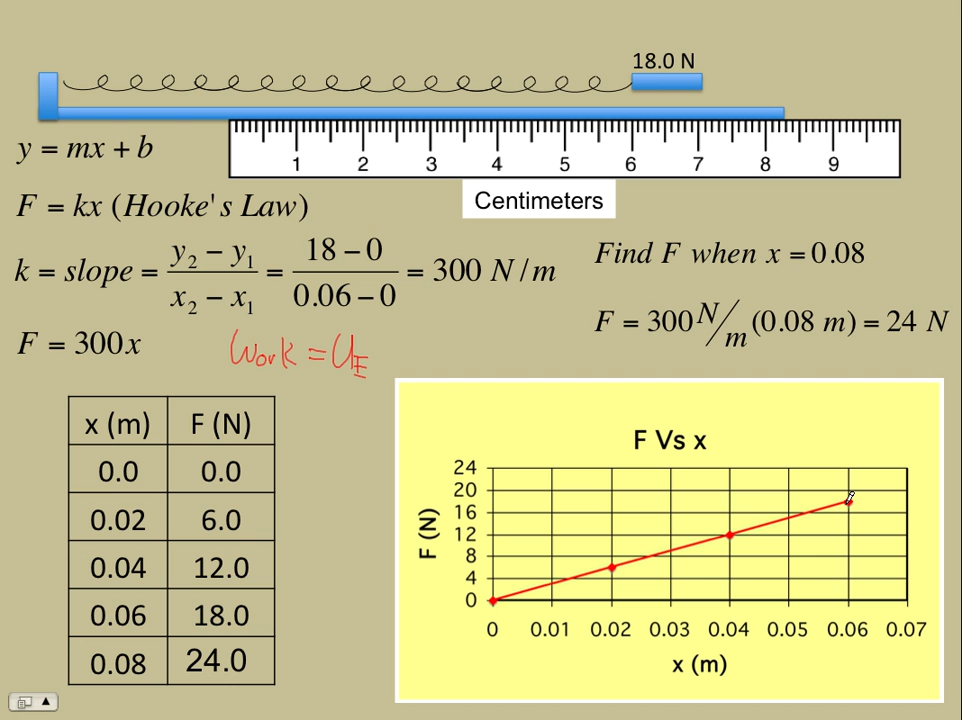 18.0 N
1 2 3 4 5 6 7 8 9
Centimeters
y = mx + b
F = kx (Hooke's Law)
k = slope = y₂ − y₁ / x₂ − x₁ = 18 − 0 / 0.06 − 0 = 300 N/m
F = 300x
Work = U_E
Find F when x = 0.08
F = 300 N/m (0.08 m) = 24 N
x (m) F (N)
0.0 0.0
0.02 6.0
0.04 12.0
0.06 18.0
0.08 24.0
F Vs x
F (N)
24
20
16
12
8
4
0
0 0.01 0.02 0.03 0.04 0.05 0.06 0.07
x (m)